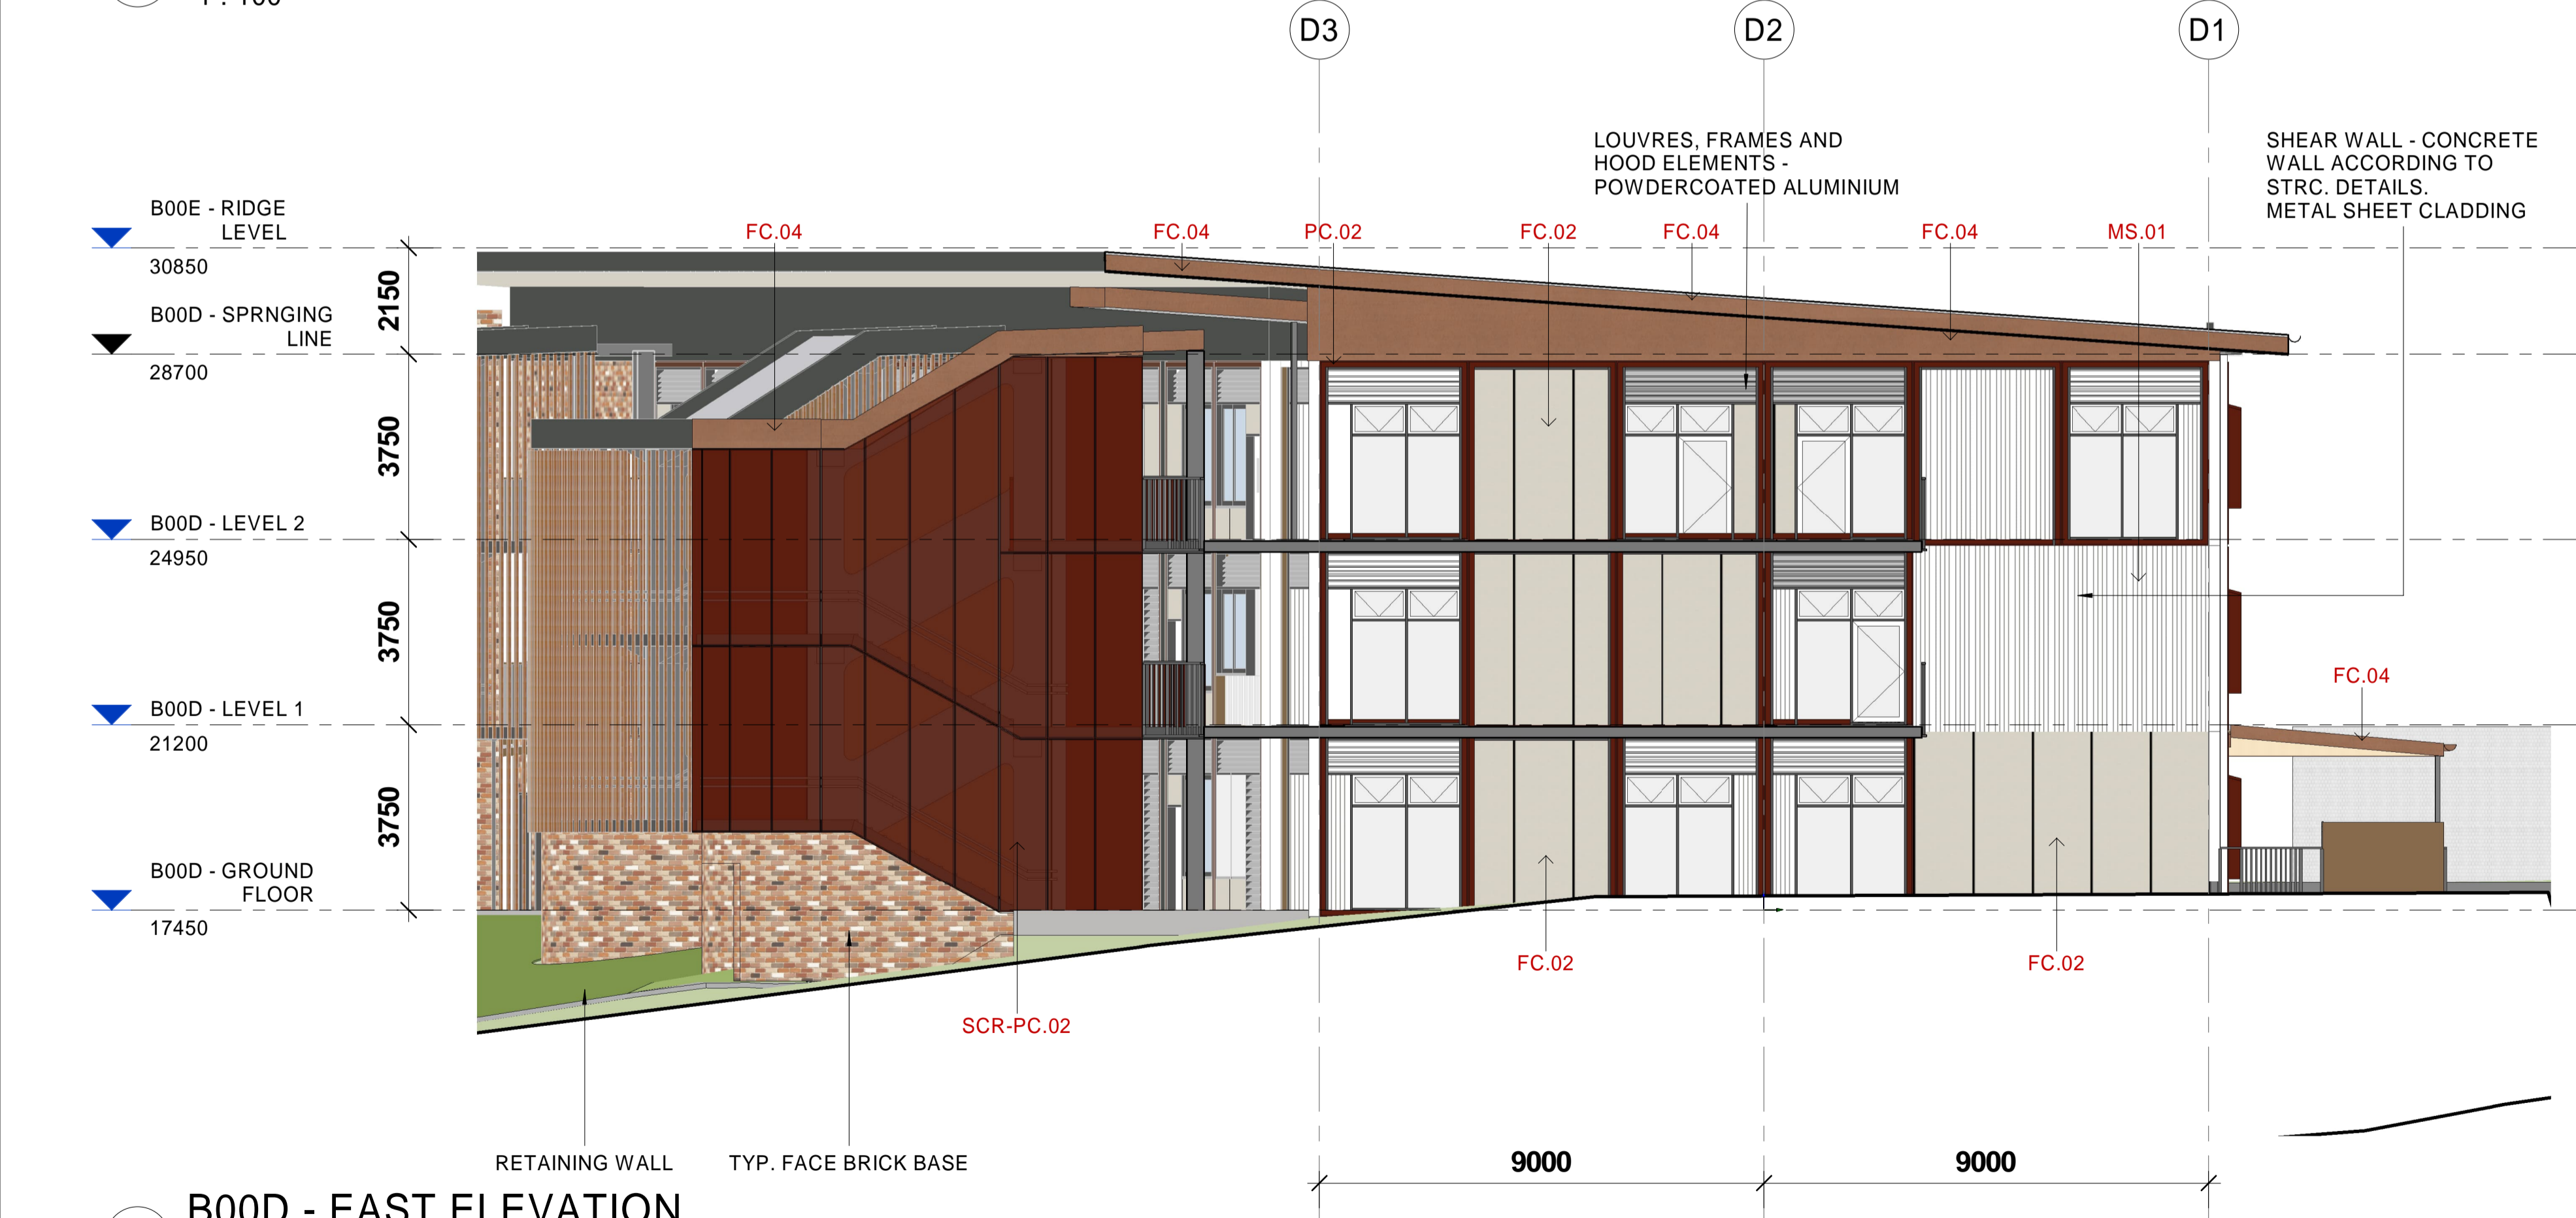 D3
D2
D1
LOUVRES, FRAMES AND
HOOD ELEMENTS -
POWDERCOATED ALUMINIUM
SHEAR WALL - CONCRETE
WALL ACCORDING TO
STRC. DETAILS.
METAL SHEET CLADDING
B00E - RIDGE
LEVEL
30850
FC.04
FC.04
PC.02
FC.02
FC.04
FC.04
MS.01
2150
B00D - SPRNGING
LINE
28700
3750
B00D - LEVEL 2
24950
3750
FC.04
B00D - LEVEL 1
21200
3750
B00D - GROUND
FLOOR
17450
FC.02
FC.02
SCR-PC.02
RETAINING WALL
TYP. FACE BRICK BASE
9000
9000
B00D - EAST ELEVATION